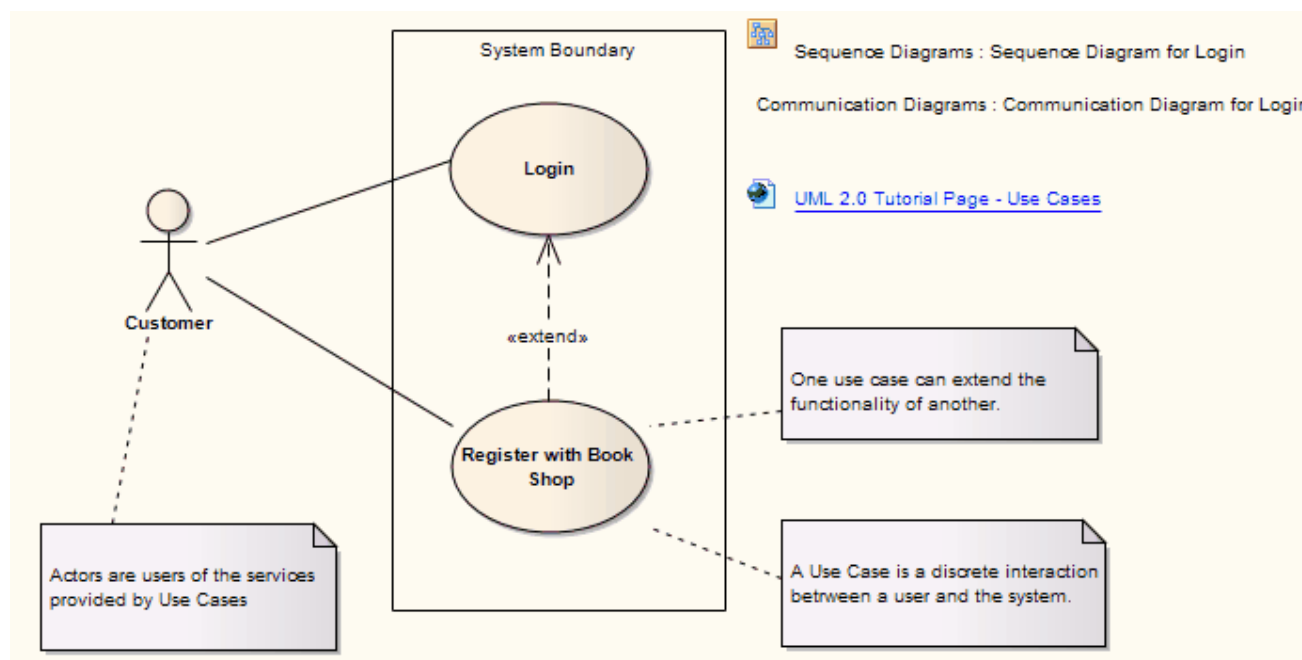 System Boundary
Sequence Diagrams : Sequence Diagram for Login
Communication Diagrams : Communication Diagram for Login
Login
UML 2.0 Tutorial Page - Use Cases
Customer
«extend»
One use case can extend the
functionality of another.
Register with Book
Shop
Actors are users of the services
provided by Use Cases
A Use Case is a discrete interaction
betrween a user and the system.